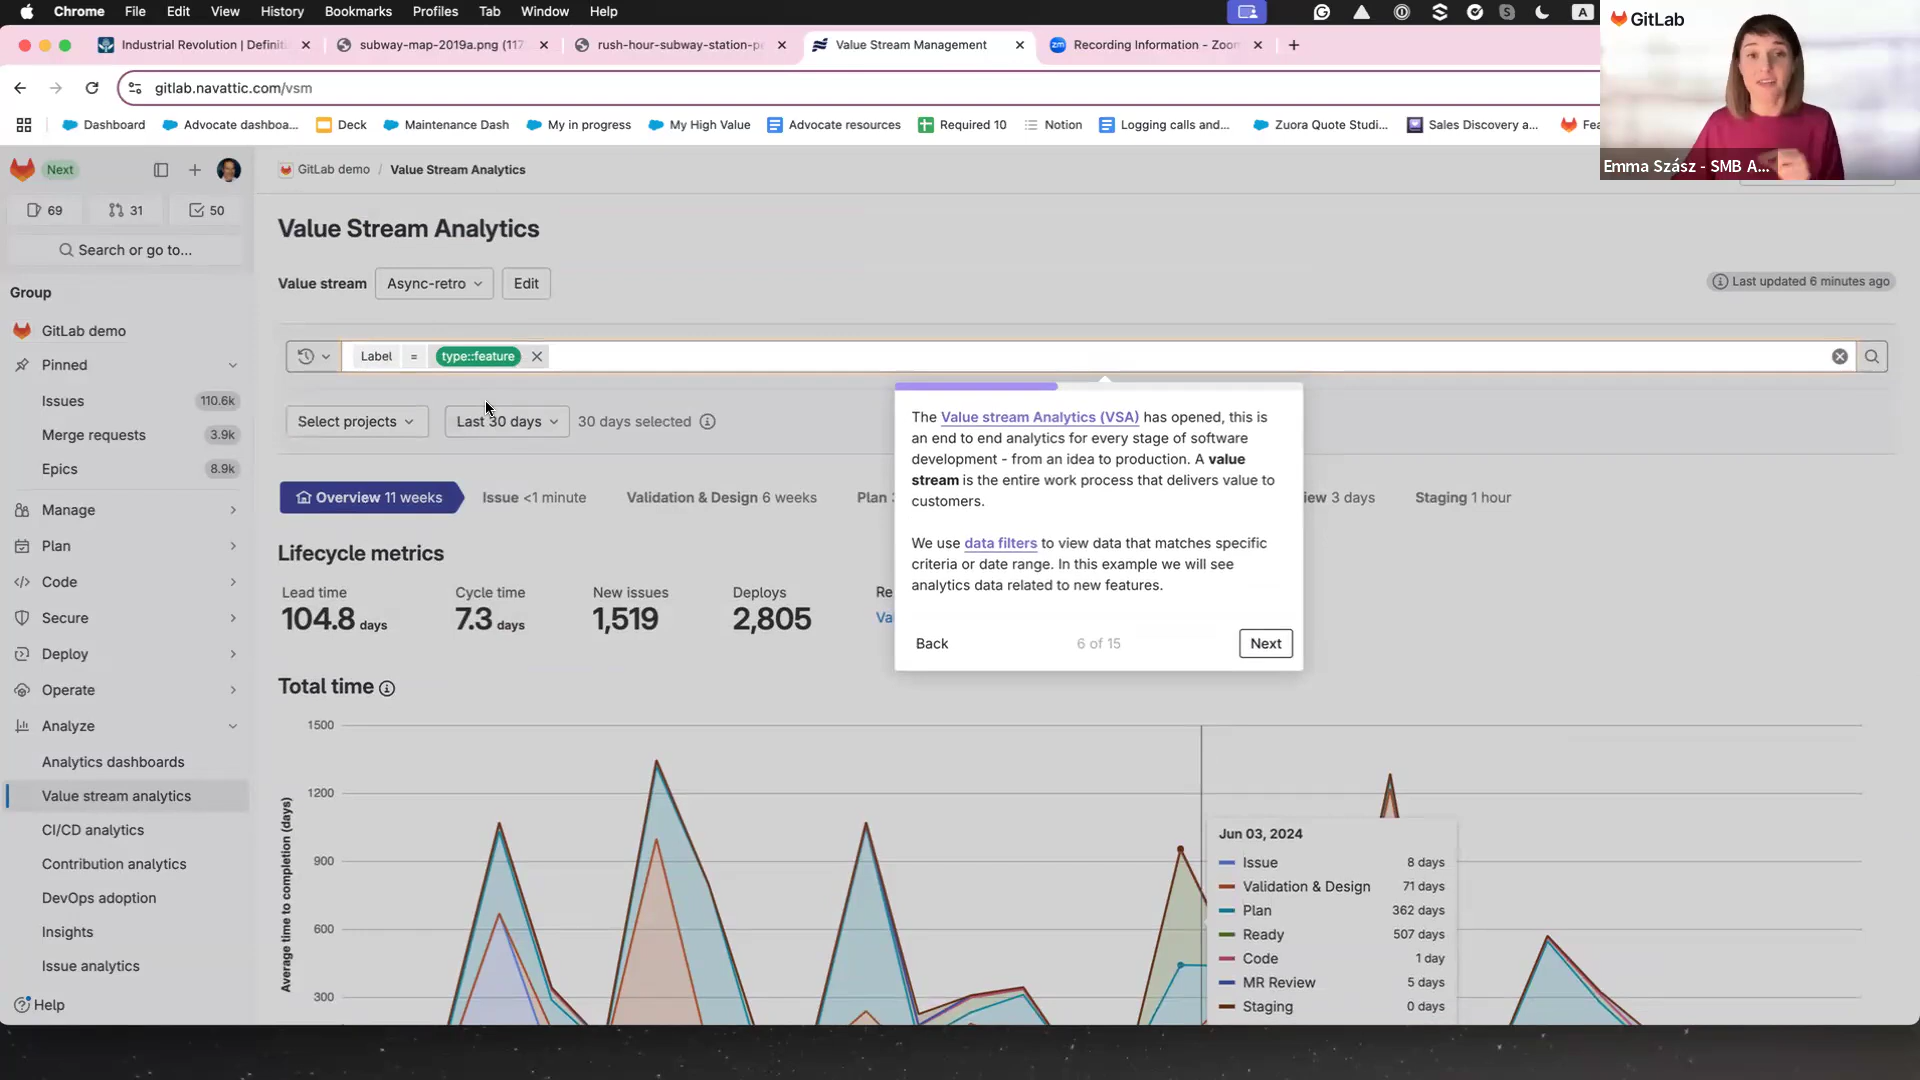 Chrome File Edit View History Bookmarks Profiles Tab Window Help
A
Industrial Revolution | Definiti
subway-map-2019a.png (117
rush-hour-subway-station-pe
Value Stream Management
zm Recording Information - Zoom
gitlab.navattic.com/vsm
Dashboard
Advocate dashboa...
Deck
Maintenance Dash
My in progress
My High Value
Advocate resources
Required 10
Notion
Logging calls and...
Zuora Quote Studi...
Sales Discovery a...
Fea
GitLab
Emma Szász - SMB A...
Next
69
31
50
Search or go to...
Group
GitLab demo
Pinned
Issues 110.6k
Merge requests 3.9k
Epics 8.9k
Manage
Plan
Code
Secure
Deploy
Operate
Analyze
Analytics dashboards
Value stream analytics
CI/CD analytics
Contribution analytics
DevOps adoption
Insights
Issue analytics
Help
GitLab demo / Value Stream Analytics
Value Stream Analytics
Value stream Async-retro Edit
Last updated 6 minutes ago
Label = type::feature
Select projects
Last 30 days
30 days selected
Overview 11 weeks
Issue <1 minute
Validation & Design 6 weeks
Plan
iew 3 days
Staging 1 hour
Lifecycle metrics
Lead time
104.8 days
Cycle time
7.3 days
New issues
1,519
Deploys
2,805
Re
Va
The Value stream Analytics (VSA) has opened, this is
an end to end analytics for every stage of software
development - from an idea to production. A value
stream is the entire work process that delivers value to
customers.
We use data filters to view data that matches specific
criteria or date range. In this example we will see
analytics data related to new features.
Back
6 of 15
Next
Total time
1500
1200
900
600
300
Average time to completion (days)
Jun 03, 2024
Issue 8 days
Validation & Design 71 days
Plan 362 days
Ready 507 days
Code 1 day
MR Review 5 days
Staging 0 days